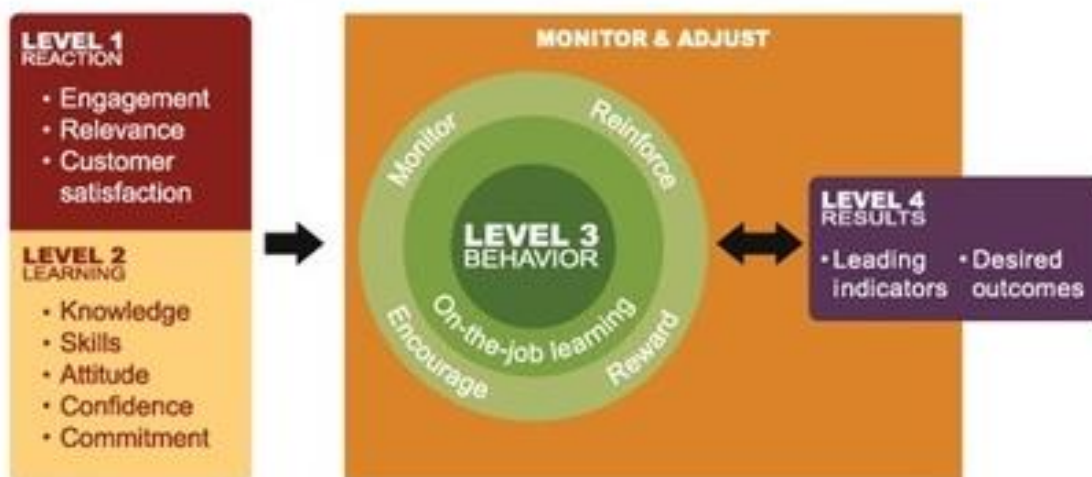 LEVEL 1
REACTION
• Engagement
• Relevance
• Customer
satisfaction
LEVEL 2
LEARNING
• Knowledge
• Skills
• Attitude
• Confidence
• Commitment
MONITOR & ADJUST
Monitor
Reinforce
LEVEL 3
BEHAVIOR
On-the-job learning
Encourage
Reward
LEVEL 4
RESULTS
• Leading
indicators
• Desired
outcomes